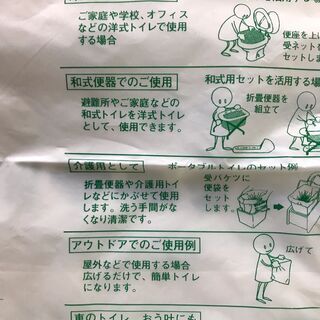 ご家庭や学校、オフィス
などの洋式トイレで使用
する場合
便座を上げ
受ネットを
セットしま
和式便器でのご使用
和式用セットを活用する場
避難所やご家庭などの
和式トイレを洋式トイレ
として、使用できます。
折畳便器を
組立て
介護用として
ポータブルトイレのセット例
折畳便器や介護用トイ
レなどにかぶせて使用
します。洗う手間が
なくなり清潔です。
受バケツに
便袋を
セット
します
アウトドアでのご使用例
屋外などで使用する場合
広げるだけで、簡単トイレ
になります。
広げて
車のトイレ